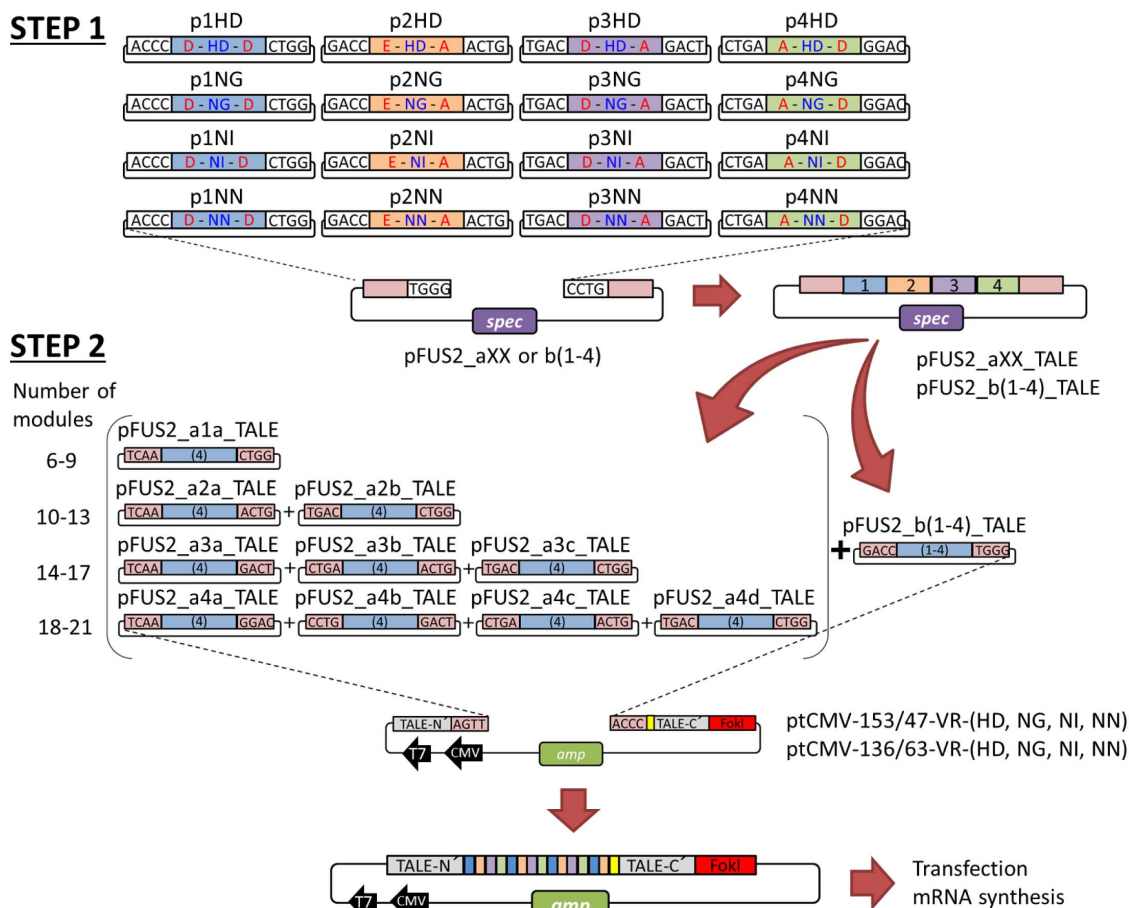 STEP 1
p1HD p2HD p3HD p4HD
ACCC D - HD - D CTGG GACC E - HD - A ACTG TGAC D - HD - A GACT CTGA A - HD - D GGAC
p1NG p2NG p3NG p4NG
ACCC D - NG - D CTGG GACC E - NG - A ACTG TGAC D - NG - A GACT CTGA A - NG - D GGAC
p1NI p2NI p3NI p4NI
ACCC D - NI - D CTGG GACC E - NI - A ACTG TGAC D - NI - A GACT CTGA A - NI - D GGAC
p1NN p2NN p3NN p4NN
ACCC D - NN - D CTGG GACC E - NN - A ACTG TGAC D - NN - A GACT CTGA A - NN - D GGAC
TGGG CCTG 1 2 3 4
spec spec
pFUS2_aXX or b(1-4)
pFUS2_aXX_TALE
pFUS2_b(1-4)_TALE
STEP 2
Number of
modules
pFUS2_a1a_TALE
6-9 TCAA (4) CTGG
pFUS2_a2a_TALE pFUS2_a2b_TALE
10-13 TCAA (4) ACTG + TGAC (4) CTGG
pFUS2_b(1-4)_TALE
+ GACC (1-4) TGGG
pFUS2_a3a_TALE pFUS2_a3b_TALE pFUS2_a3c_TALE
14-17 TCAA (4) GACT + CTGA (4) ACTG + TGAC (4) CTGG
pFUS2_a4a_TALE pFUS2_a4b_TALE pFUS2_a4c_TALE pFUS2_a4d_TALE
18-21 TCAA (4) GGAC + CCTG (4) GACT + CTGA (4) ACTG + TGAC (4) CTGG
TALE-N´ AGTT ACCC TALE-C´ FokI
T7 CMV amp
ptCMV-153/47-VR-(HD, NG, NI, NN)
ptCMV-136/63-VR-(HD, NG, NI, NN)
TALE-N´ TALE-C´ FokI
T7 CMV amp
Transfection
mRNA synthesis